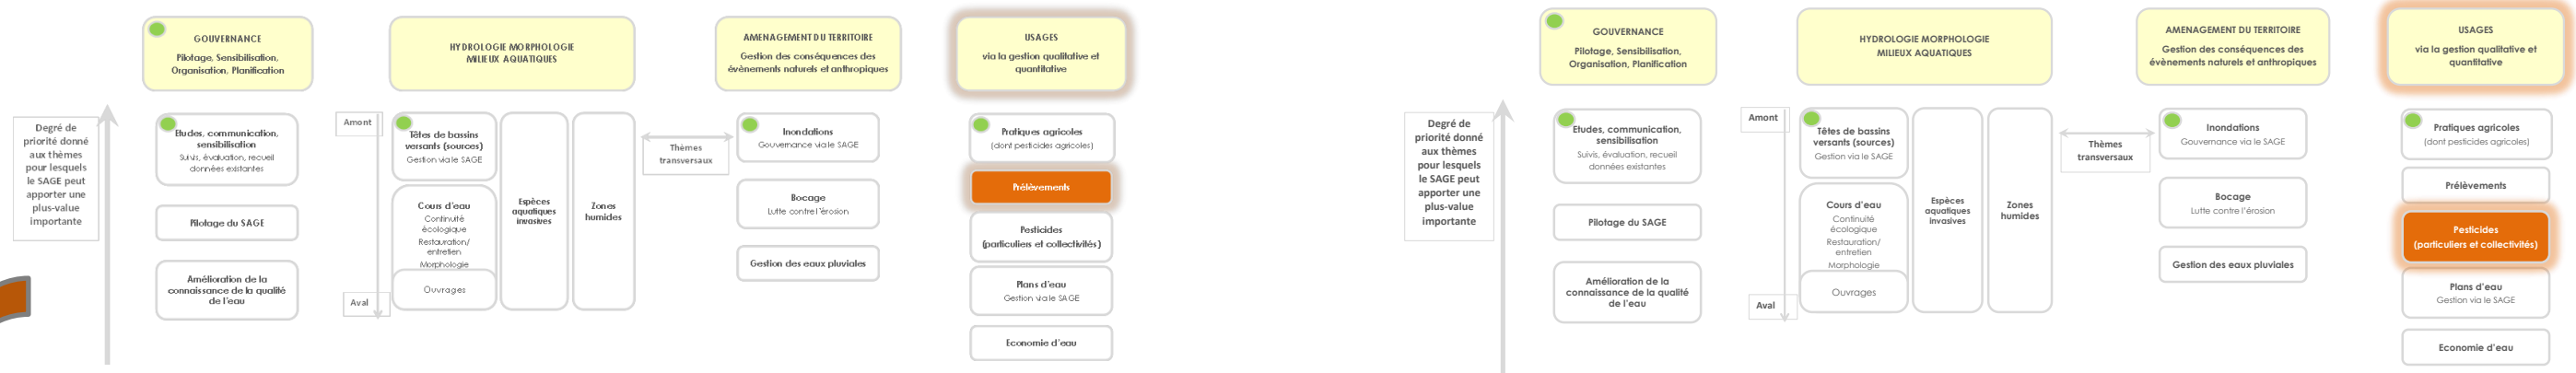 GOUVERNANCE
Pilotage, Sensibilisation,
Organisation, Planification
HYDROLOGIE MORPHOLOGIE
MILIEUX AQUATIQUES
AMENAGEMENT DU TERRITOIRE
Gestion des conséquences des
évènements naturels et anthropiques
USAGES
via la gestion qualitative et
quantitative
Degré de
priorité donné
aux thèmes
pour lesquels
le SAGE peut
apporter une
plus-value
importante
Etudes, communication,
sensibilisation
Suivis, évaluation, recueil
données existantes
Pilotage du SAGE
Amélioration de la
connaissance de la qualité
de l'eau
Amont
Aval
Têtes de bassins
versants (sources)
Gestion via le SAGE
Cours d'eau
Continuité
écologique
Restauration/
entretien
Morphologie
Ouvrages
Espèces
aquatiques
invasives
Zones
humides
Thèmes
transversaux
Inondations
Gouvernance via le SAGE
Bocage
Lutte contre l'érosion
Gestion des eaux pluviales
Pratiques agricoles
(dont pesticides agricoles)
Prélèvements
Pesticides
(particuliers et collectivités)
Plans d'eau
Gestion via le SAGE
Economie d'eau
GOUVERNANCE
Pilotage, Sensibilisation,
Organisation, Planification
HYDROLOGIE MORPHOLOGIE
MILIEUX AQUATIQUES
AMENAGEMENT DU TERRITOIRE
Gestion des conséquences des
évènements naturels et anthropiques
USAGES
via la gestion qualitative et
quantitative
Degré de
priorité donné
aux thèmes
pour lesquels
le SAGE peut
apporter une
plus-value
importante
Etudes, communication,
sensibilisation
Suivis, évaluation, recueil
données existantes
Pilotage du SAGE
Amélioration de la
connaissance de la qualité
de l'eau
Amont
Aval
Têtes de bassins
versants (sources)
Gestion via le SAGE
Cours d'eau
Continuité
écologique
Restauration/
entretien
Morphologie
Ouvrages
Espèces
aquatiques
invasives
Zones
humides
Thèmes
transversaux
Inondations
Gouvernance via le SAGE
Bocage
Lutte contre l'érosion
Gestion des eaux pluviales
Pratiques agricoles
(dont pesticides agricoles)
Prélèvements
Pesticides
(particuliers et collectivités)
Plans d'eau
Gestion via le SAGE
Economie d'eau